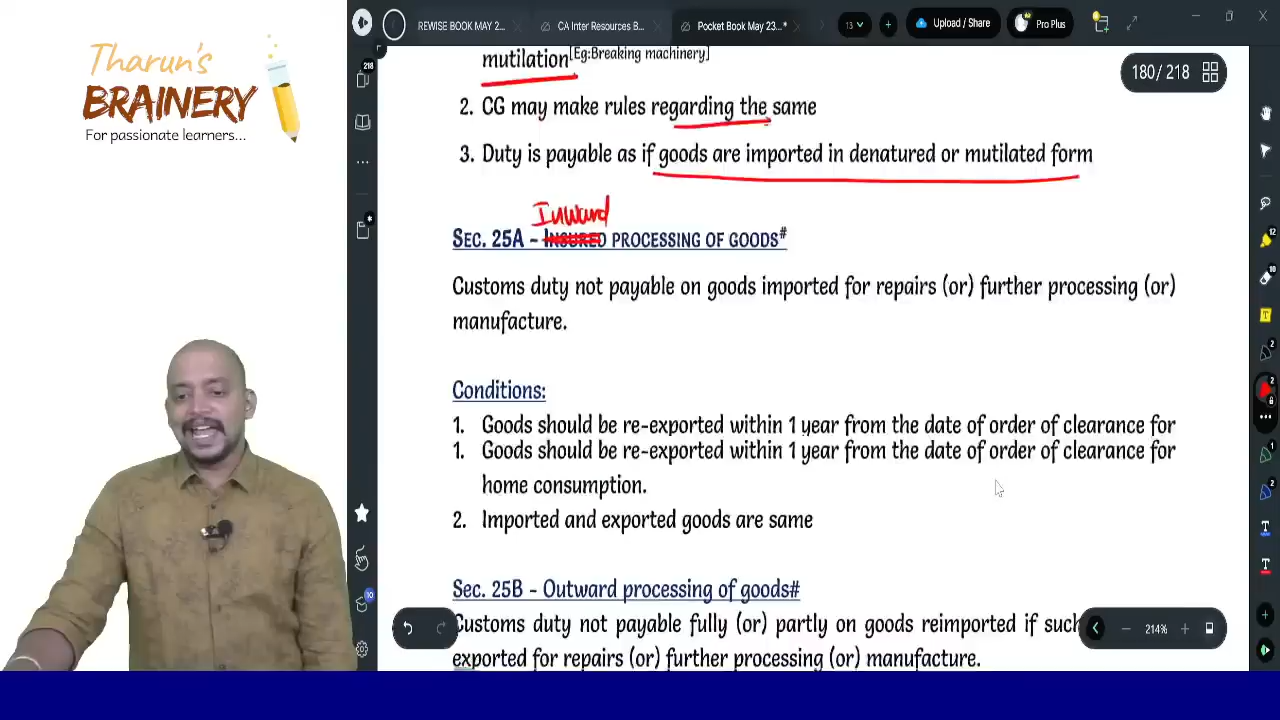 Tharun's
BRAINERY
For passionate learners...
REWISE BOOK MAY 2...
CA Inter Resources B...
Pocket Book May 23...*
13
Upload / Share
Pro Plus
180 / 218
218
mutilation[Eg:Breaking machinery]
2. CG may make rules regarding the same
3. Duty is payable as if goods are imported in denatured or mutilated form
Inward
SEC. 25A - INSURED PROCESSING OF GOODS#
Customs duty not payable on goods imported for repairs (or) further processing (or)
manufacture.
Conditions:
1. Goods should be re-exported within 1 year from the date of order of clearance for
1. Goods should be re-exported within 1 year from the date of order of clearance for
home consumption.
2. Imported and exported goods are same
Sec. 25B - Outward processing of goods#
Customs duty not payable fully (or) partly on goods reimported if such
exported for repairs (or) further processing (or) manufacture.
214%